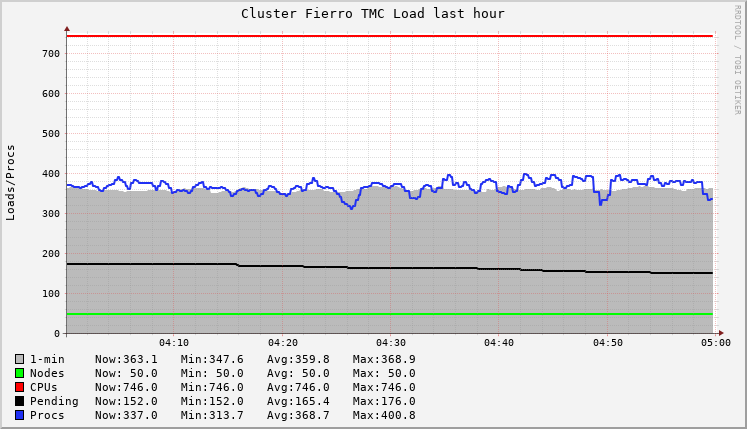 Cluster Fierro TMC Load last hour
RRDTOOL / TOBI OETIKER
Loads/Procs
700
600
500
400
300
200
100
0
04:10 04:20 04:30 04:40 04:50 05:00
1-min Now:363.1 Min:347.6 Avg:359.8 Max:368.9
Nodes Now: 50.0 Min: 50.0 Avg: 50.0 Max: 50.0
CPUs Now:746.0 Min:746.0 Avg:746.0 Max:746.0
Pending Now:152.0 Min:152.0 Avg:165.4 Max:176.0
Procs Now:337.0 Min:313.7 Avg:368.7 Max:400.8